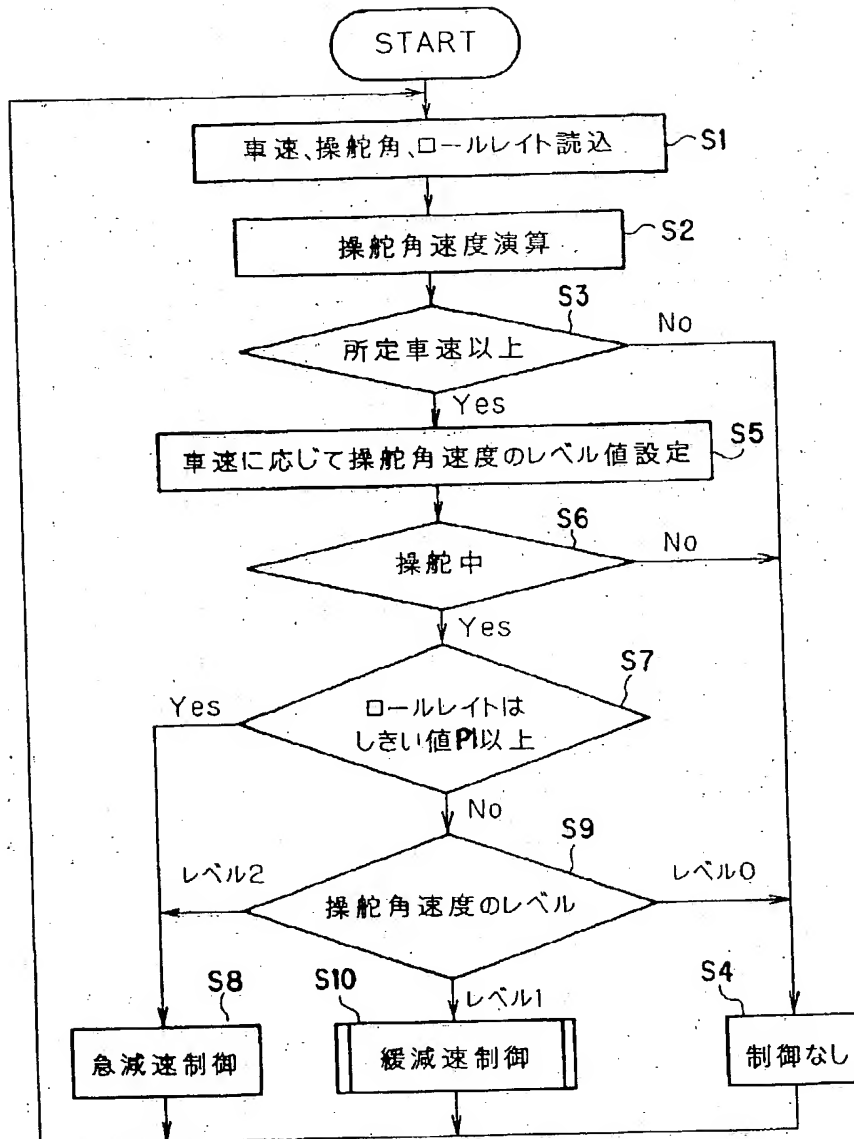 START
車速、操舵角、ロールレイト読込
S1
操舵角速度演算
S2
S3
所定車速以上
No
Yes
車速に応じて操舵角速度のレベル値設定
S5
S6
操舵中
No
Yes
S7
Yes
ロールレイトは
しきい値P1以上
No
S9
レベル2
操舵角速度のレベル
レベル0
レベル1
S8
急減速制御
S10
緩減速制御
S4
制御なし